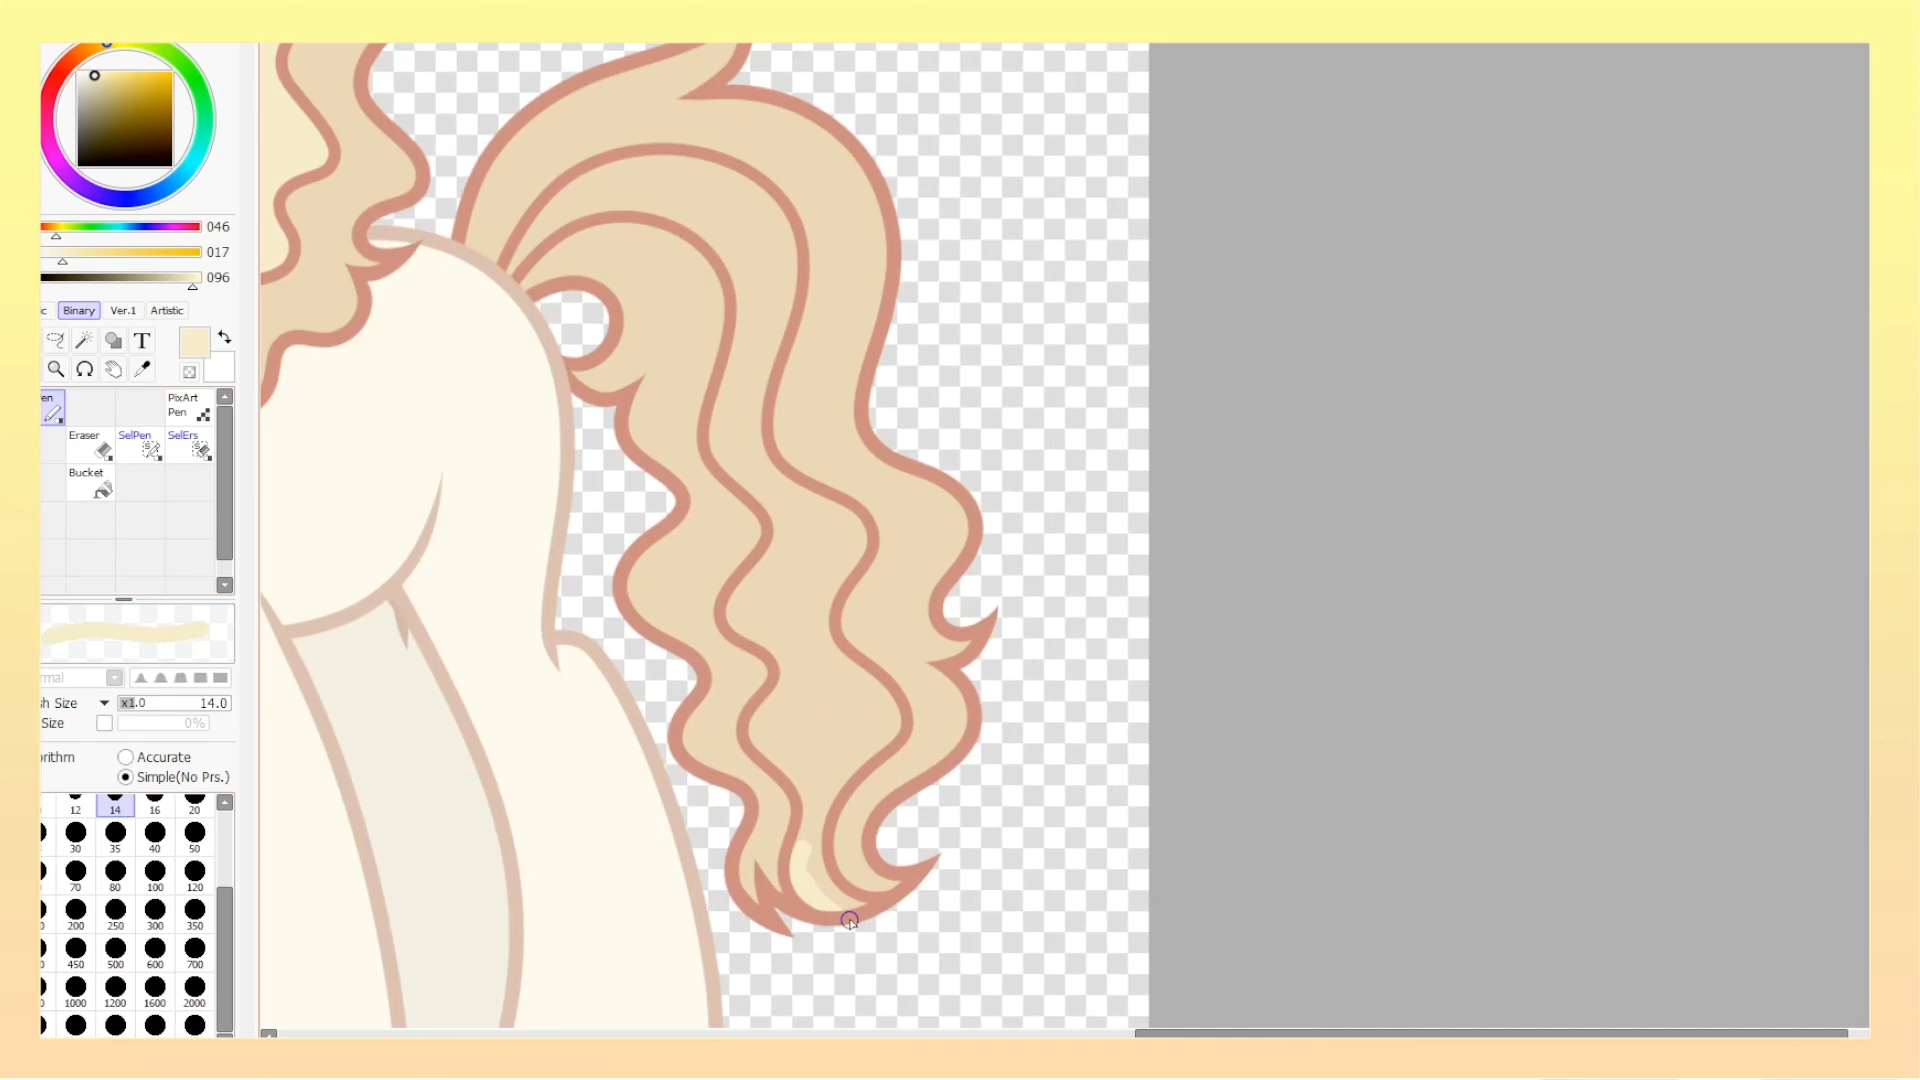 046
017
096
c Binary Ver.1 Artistic
T
en PixArt
Pen
Eraser SelPen SelErs
Bucket
mal
sh Size x1.0 14.0
Size 0%
orithm Accurate
Simple(No Prs.)
12 14 16 20
30 35 40 50
70 80 100 120
200 250 300 350
450 500 600 700
1000 1200 1600 2000